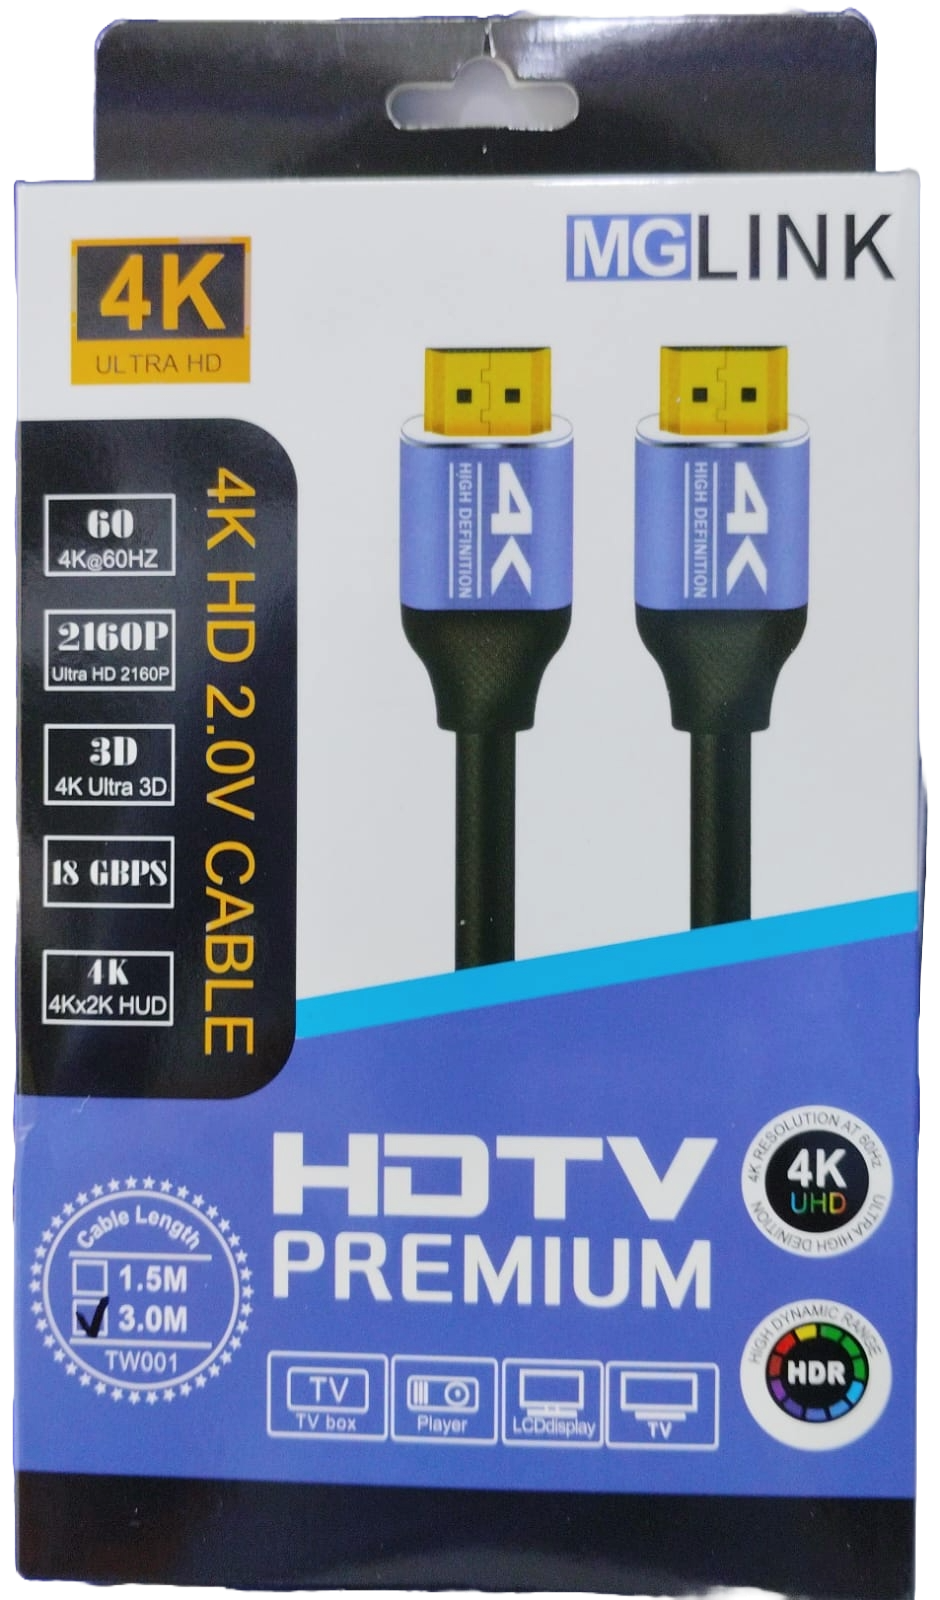 MGLINK
4K
ULTRA HD
4K
HIGH DEFINITION
4K
HIGH DEFINITION
4K HD 2.0V CABLE
60
4K@60HZ
2160P
Ultra HD 2160P
3D
4K Ultra 3D
18 GBPS
4K
4Kx2K HUD
HDTV
PREMIUM
4K RESOLUTION AT 60Hz
4K
UHD
ULTRA HIGH DEINITION
Cable Length
1.5M
3.0M
TW001
HIGH DYNAMIC RANGE
HDR
TV
TV box
Player
LCDdisplay
TV